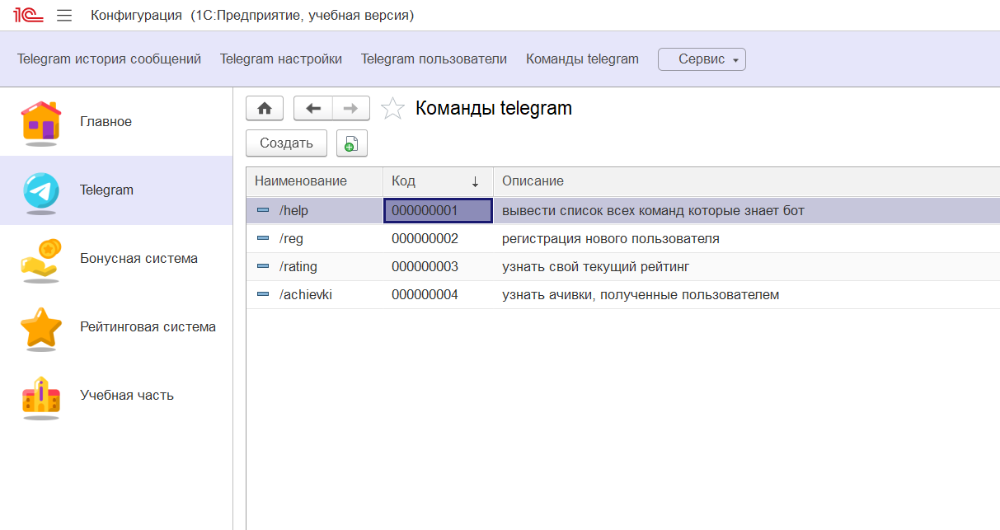 1С Конфигурация (1С:Предприятие, учебная версия)
Telegram история сообщений Telegram настройки Telegram пользователи Команды telegram Сервис
Главное
Telegram
Бонусная система
Рейтинговая система
Учебная часть
Команды telegram
Создать
Наименование Код ↓ Описание
/help 000000001 вывести список всех команд которые знает бот
/reg 000000002 регистрация нового пользователя
/rating 000000003 узнать свой текущий рейтинг
/achievki 000000004 узнать ачивки, полученные пользователем